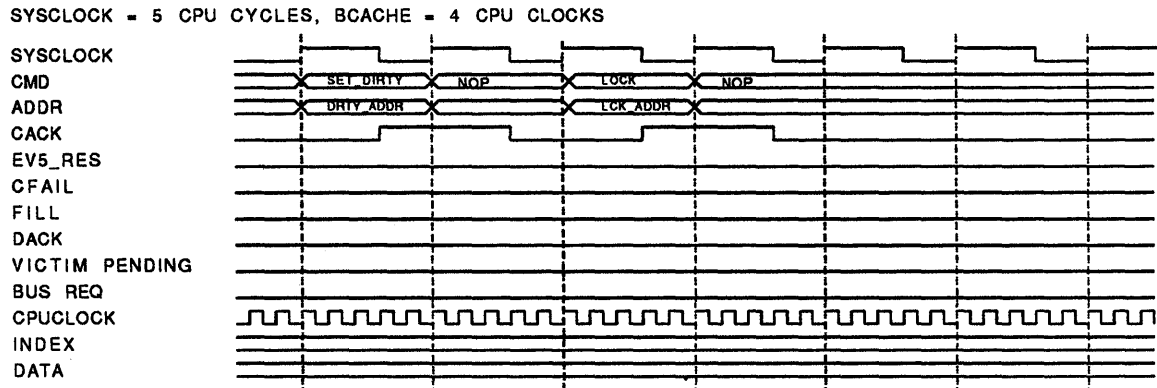 SYSCLOCK = 5 CPU CYCLES, BCACHE = 4 CPU CLOCKS
SYSCLOCK
CMD SET_DIRTY NOP LOCK NOP
ADDR DRTY_ADDR LCK_ADDR
CACK
EV5_RES
CFAIL
FILL
DACK
VICTIM PENDING
BUS REQ
CPUCLOCK
INDEX
DATA